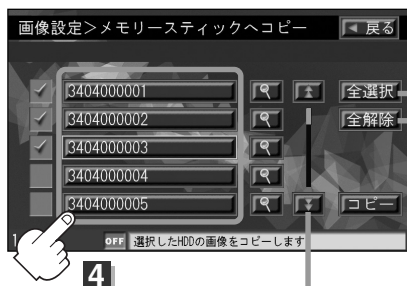 画像設定＞メモリースティックへコピー 戻る
3404000001 全選択
3404000002 全解除
3404000003
3404000004
3404000005 コピー
1 OFF 選択したHDDの画像をコピーします
4